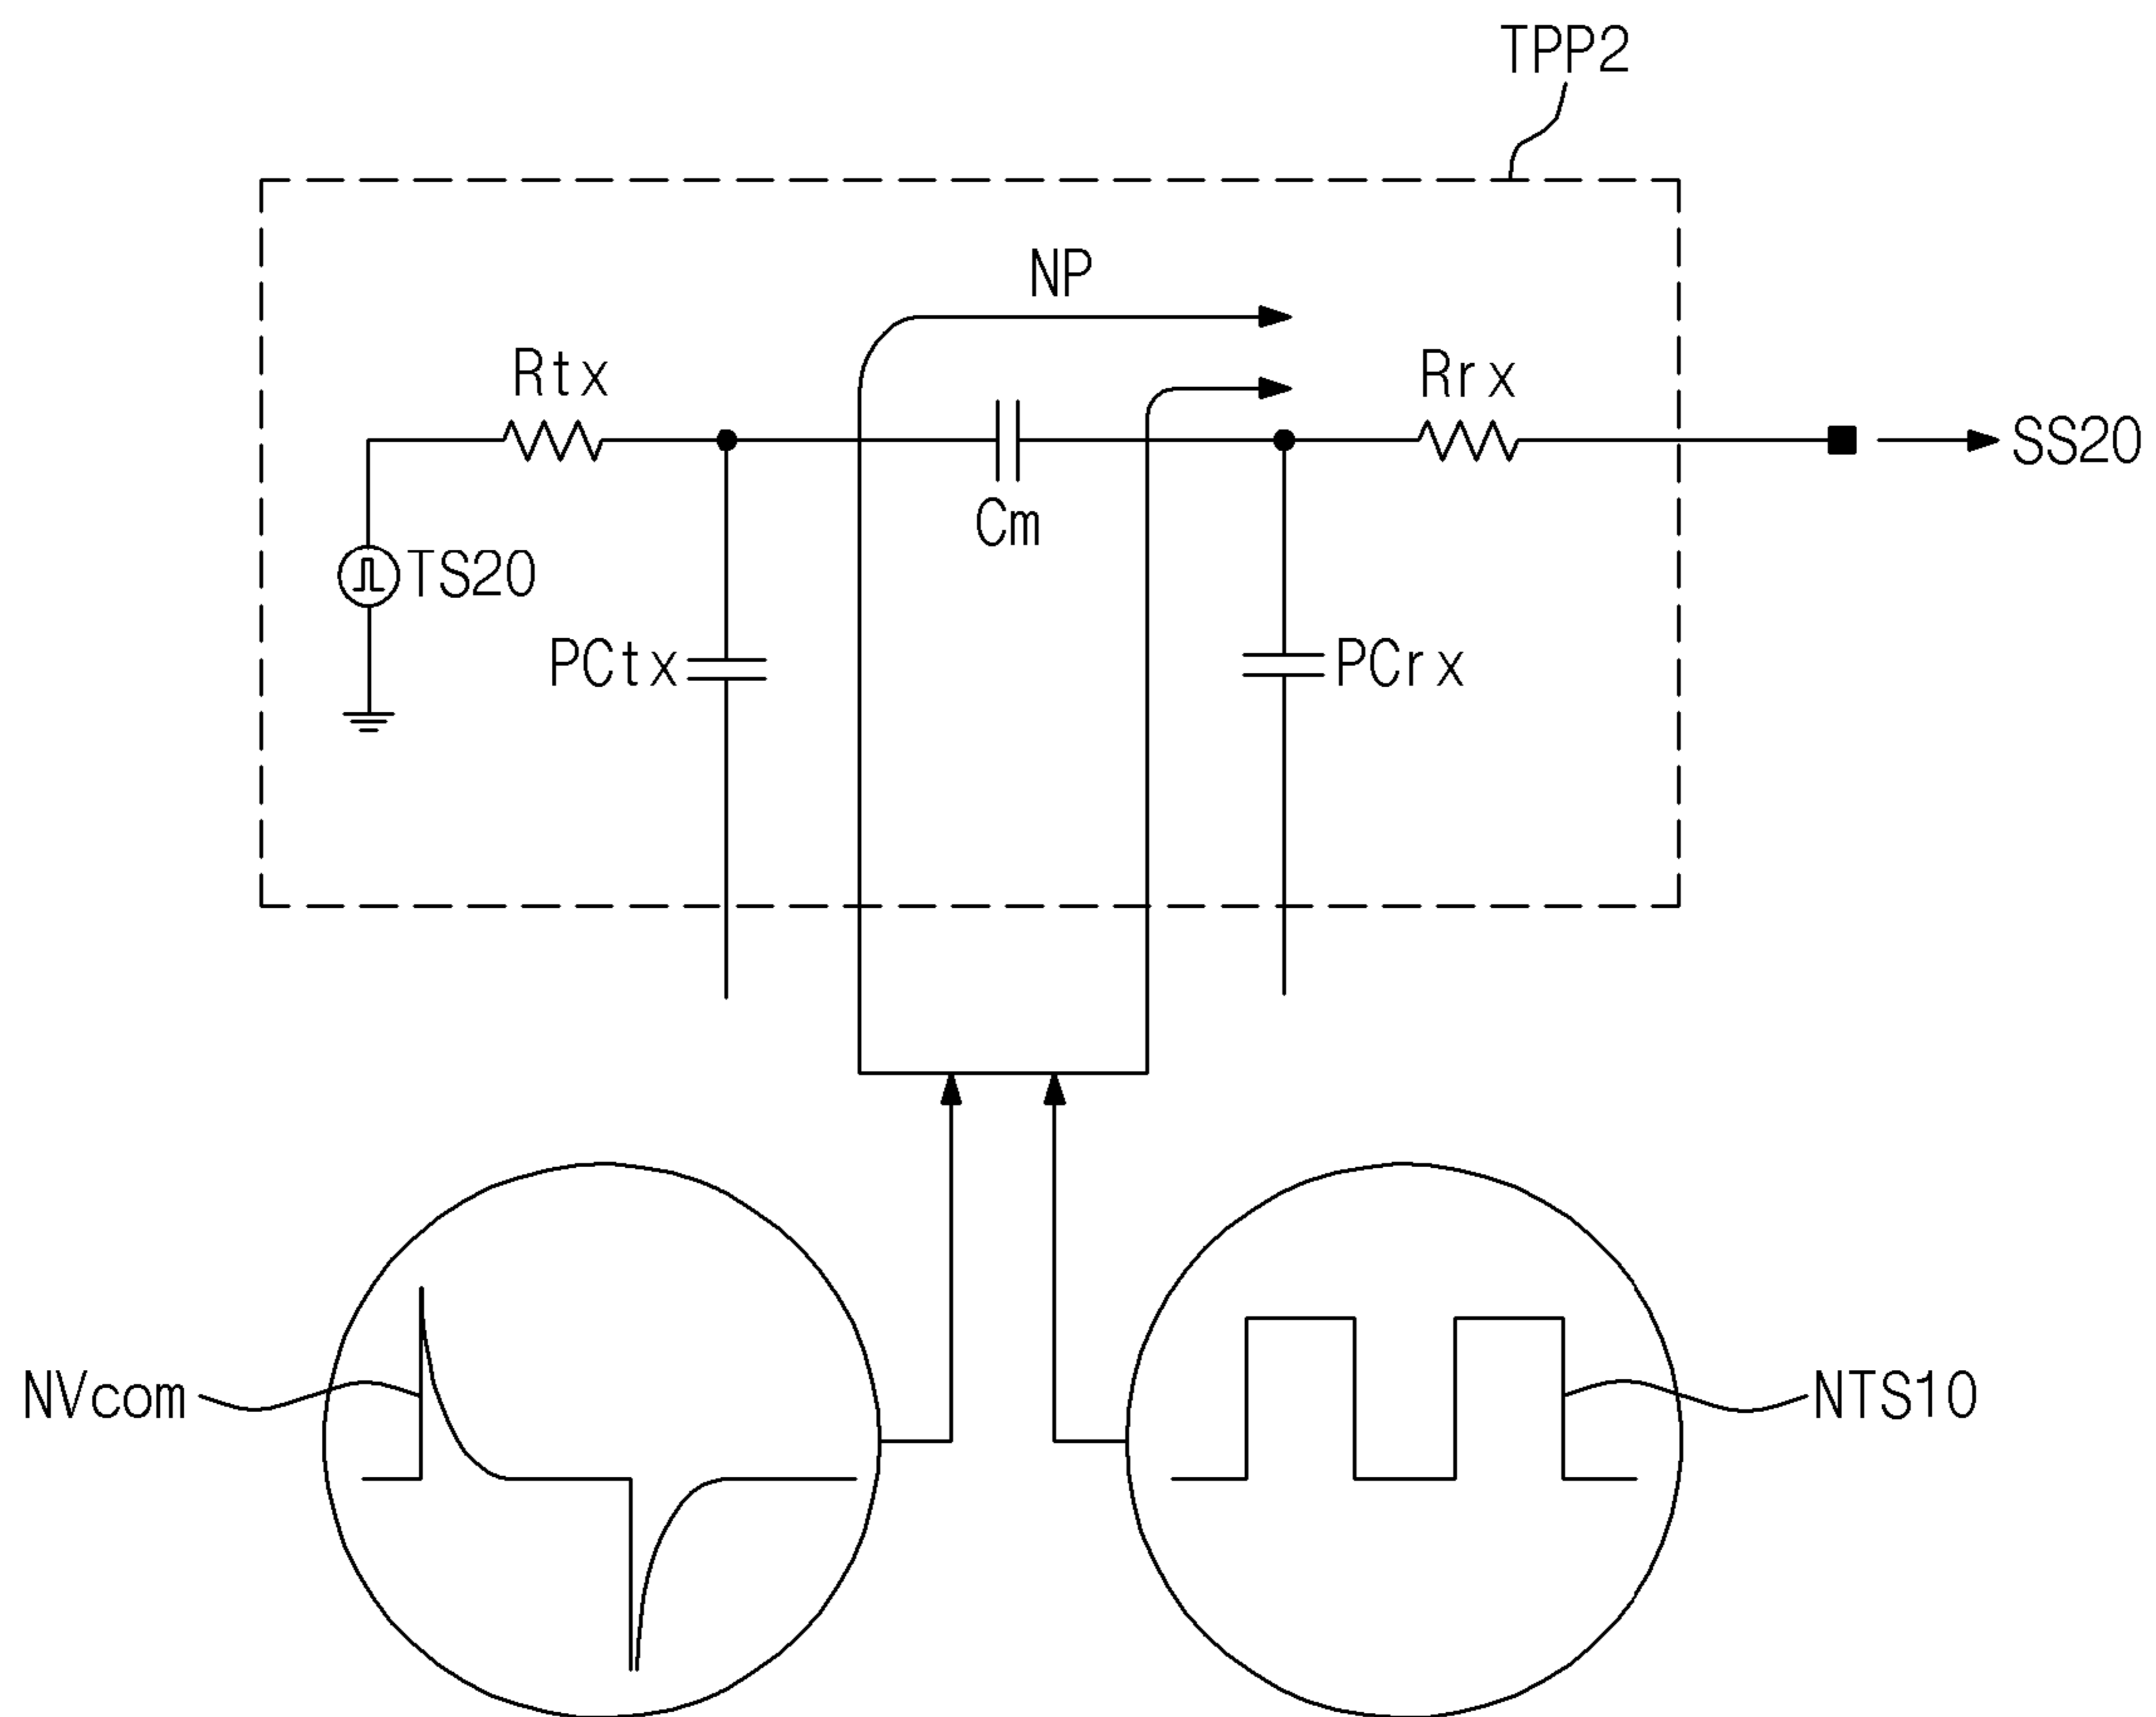 TPP2
NP
Rtx
Rrx
SS20
Cm
TS20
PCtx
PCrx
NVcom
NTS10